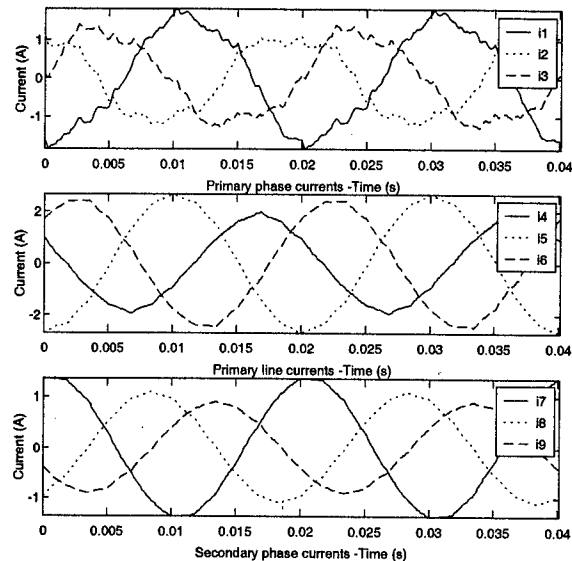 Current (A)
1
0
-1
i1
i2
i3
0 0.005 0.01 0.015 0.02 0.025 0.03 0.035 0.04
Primary phase currents -Time (s)
Current (A)
2
0
-2
i4
i5
i6
0 0.005 0.01 0.015 0.02 0.025 0.03 0.035 0.04
Primary line currents -Time (s)
Current (A)
1
0
-1
i7
i8
i9
0 0.005 0.01 0.015 0.02 0.025 0.03 0.035 0.04
Secondary phase currents -Time (s)